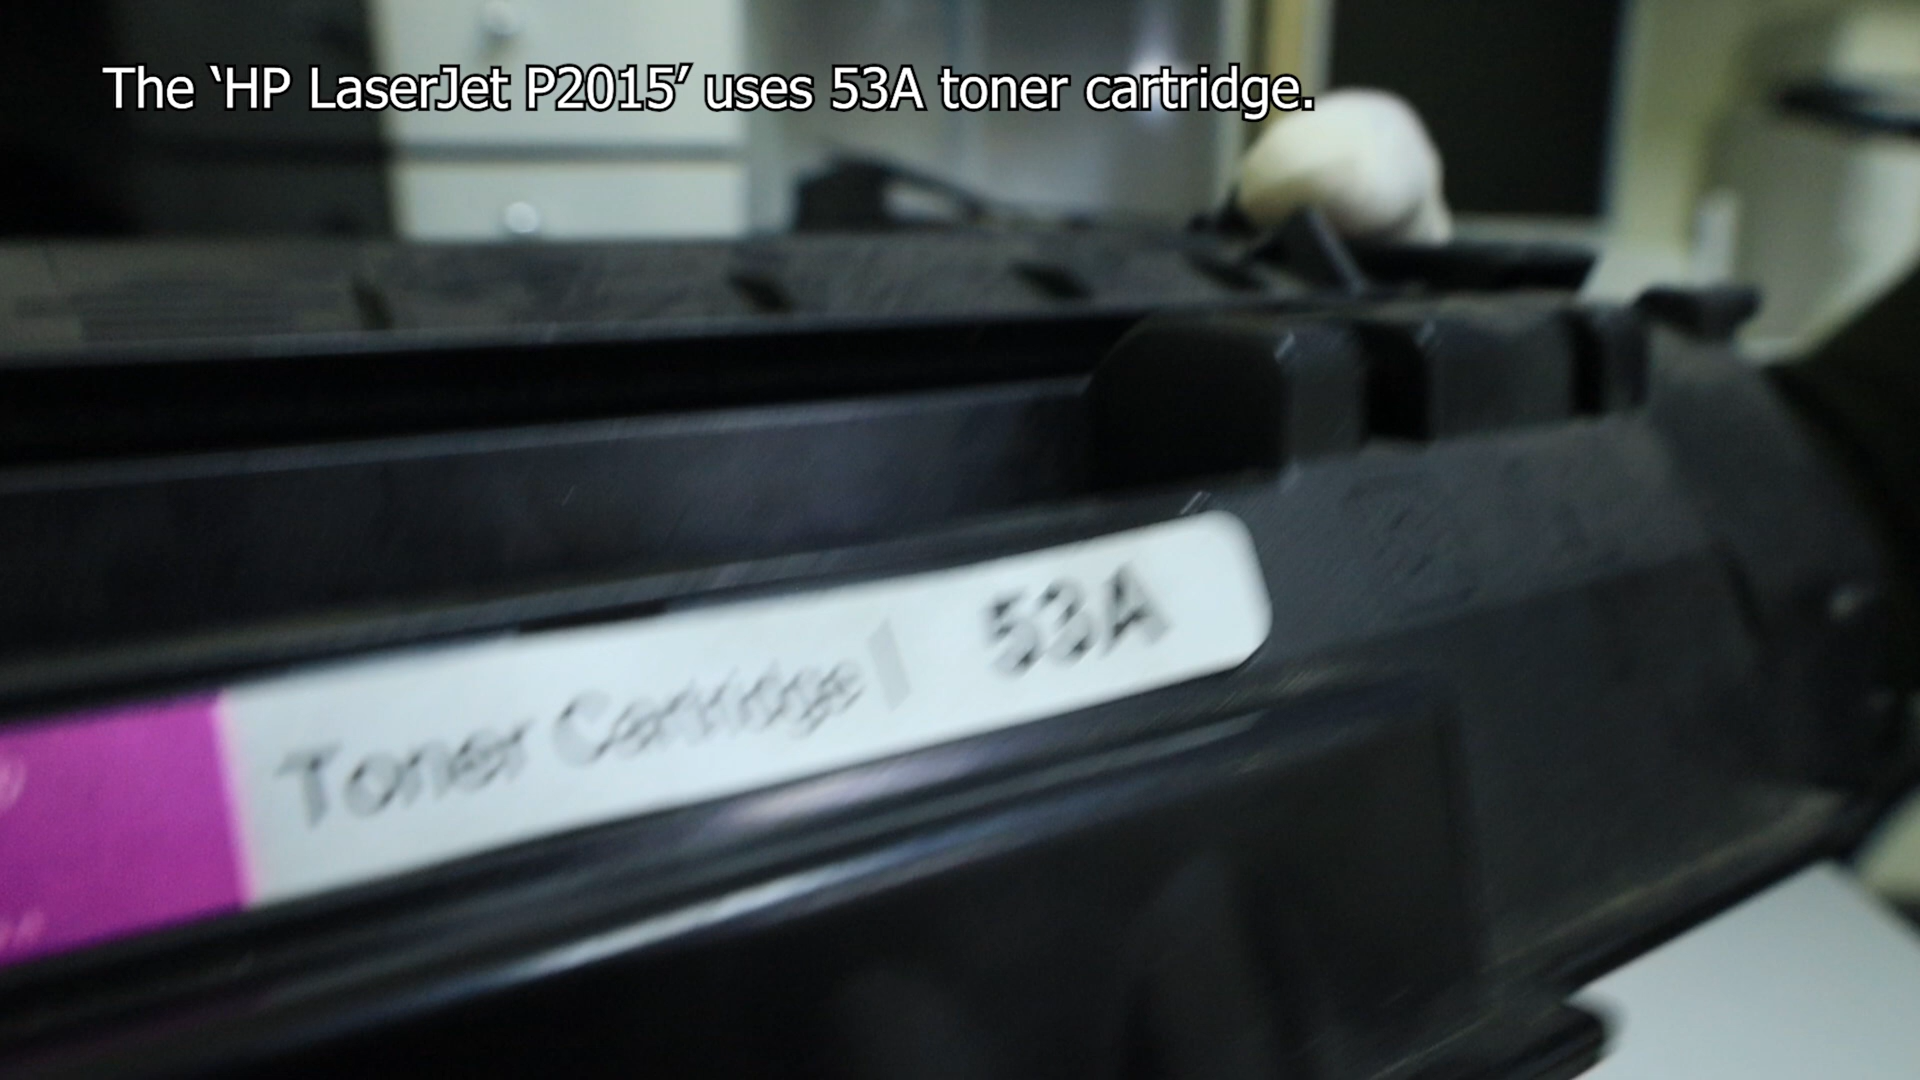 The ‘HP LaserJet P2015’ uses 53A toner cartridge.
Toner Cartridge 53A